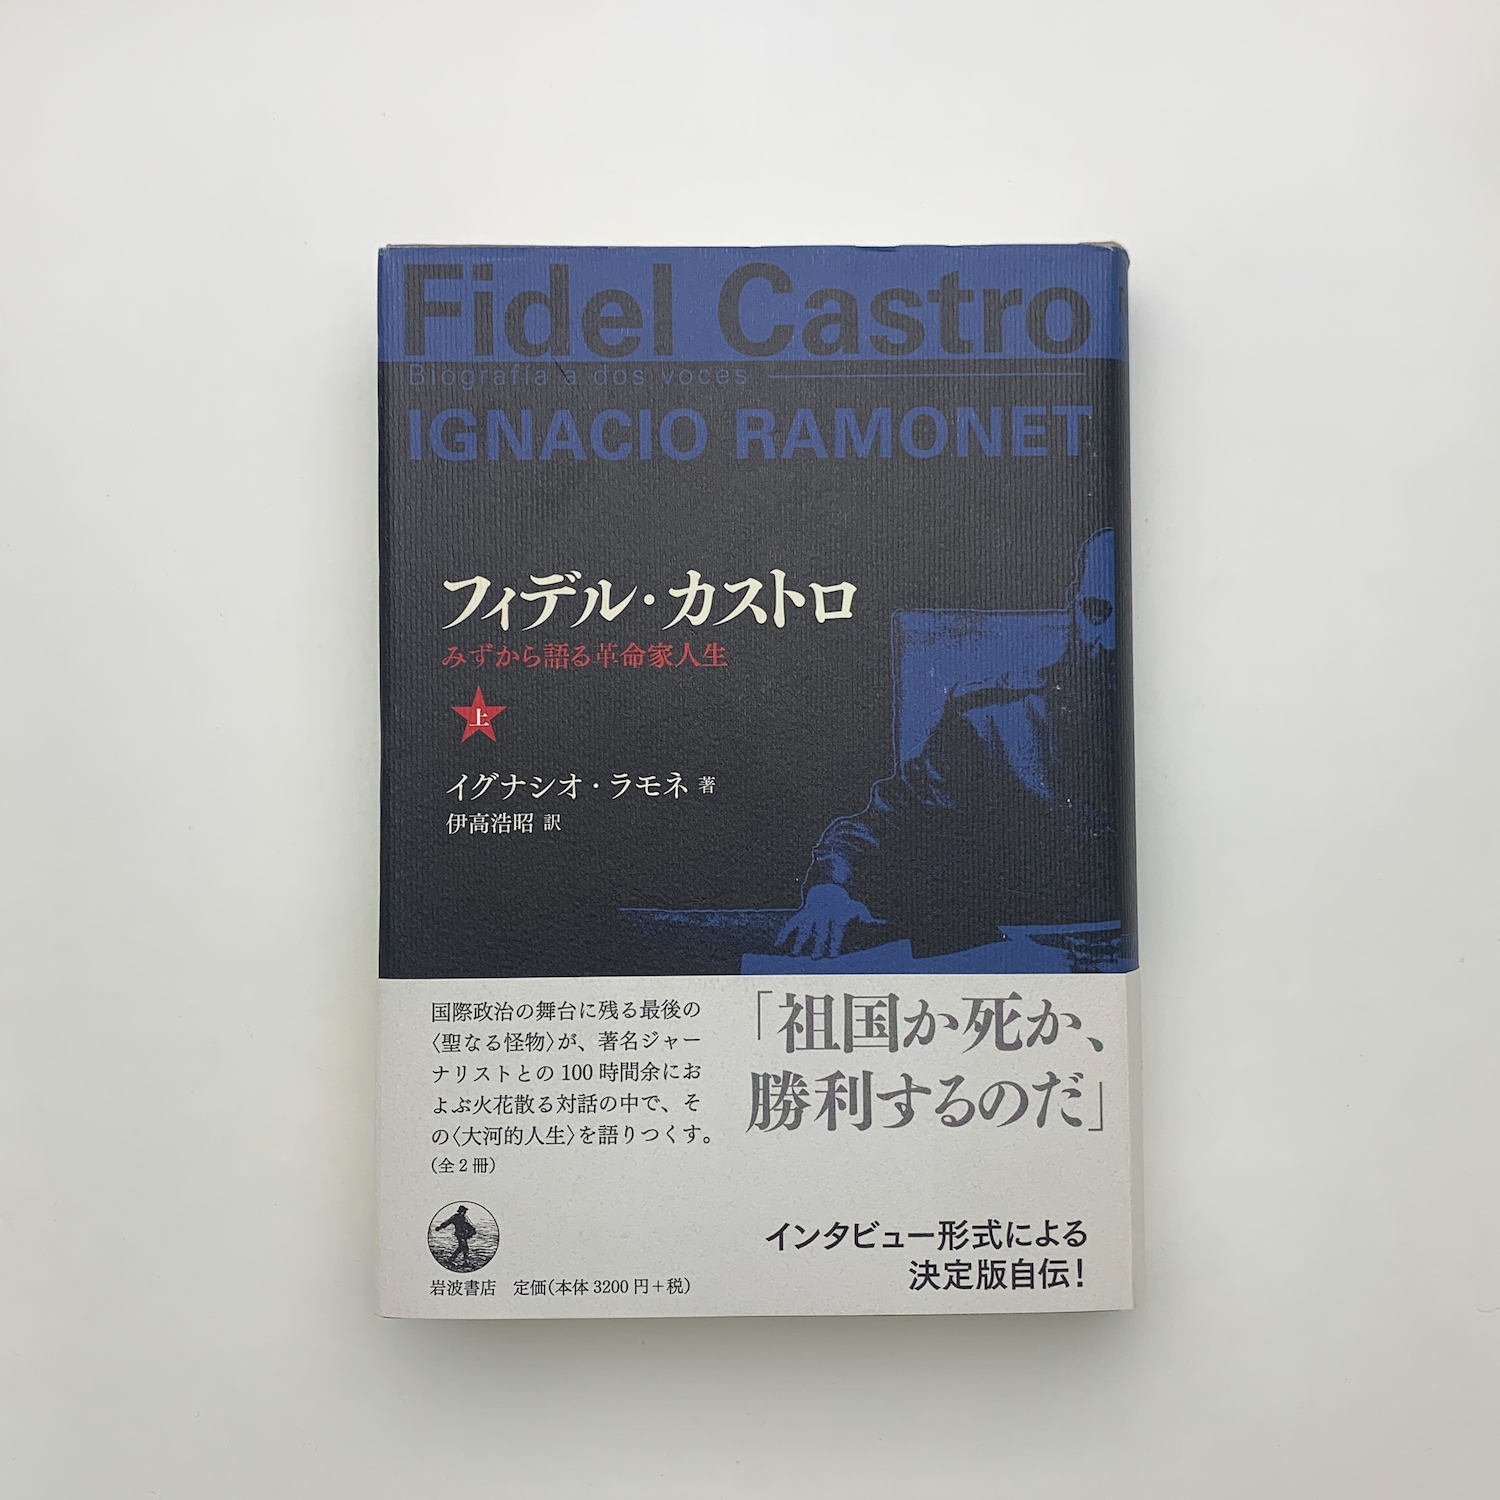 Fidel Castro
Biografía a dos voces
IGNACIO RAMONET
フィデル・カストロ
みずから語る革命家人生
上
イグナシオ・ラモネ 著
伊高浩昭 訳
国際政治の舞台に残る最後の
〈聖なる怪物〉が、著名ジャー
ナリストとの100時間余にお
よぶ火花散る対話の中で、そ
の〈大河的人生〉を語りつくす。
(全2冊)
「祖国か死か、
勝利するのだ」
インタビュー形式による
決定版自伝!
岩波書店 定価(本体3200円+税)